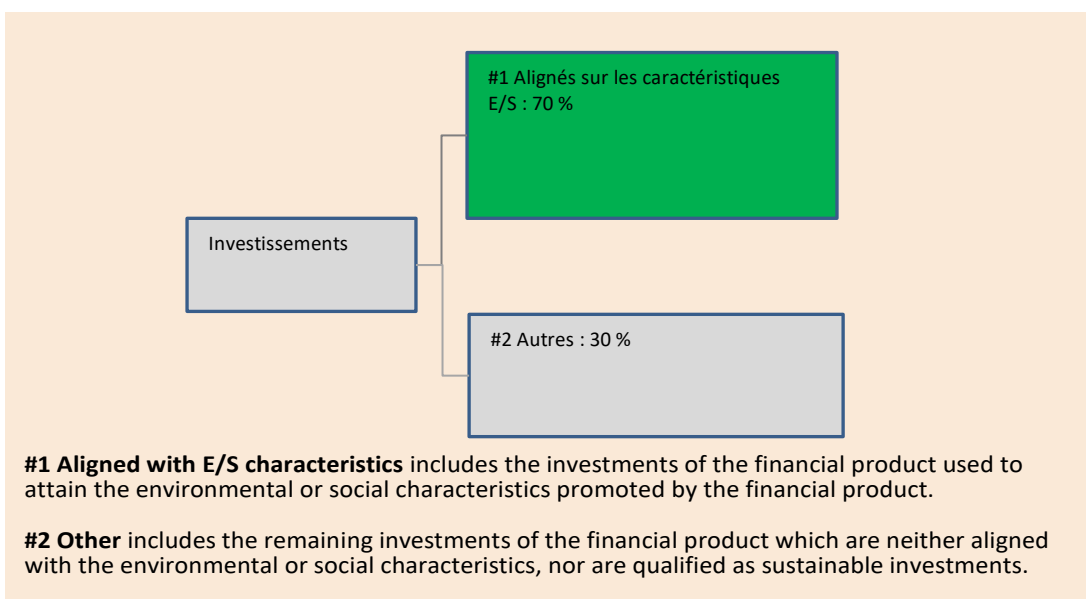 #1 Alignés sur les caractéristiques
E/S : 70 %
Investissements
#2 Autres : 30 %
#1 Aligned with E/S characteristics includes the investments of the financial product used to
attain the environmental or social characteristics promoted by the financial product.
#2 Other includes the remaining investments of the financial product which are neither aligned
with the environmental or social characteristics, nor are qualified as sustainable investments.